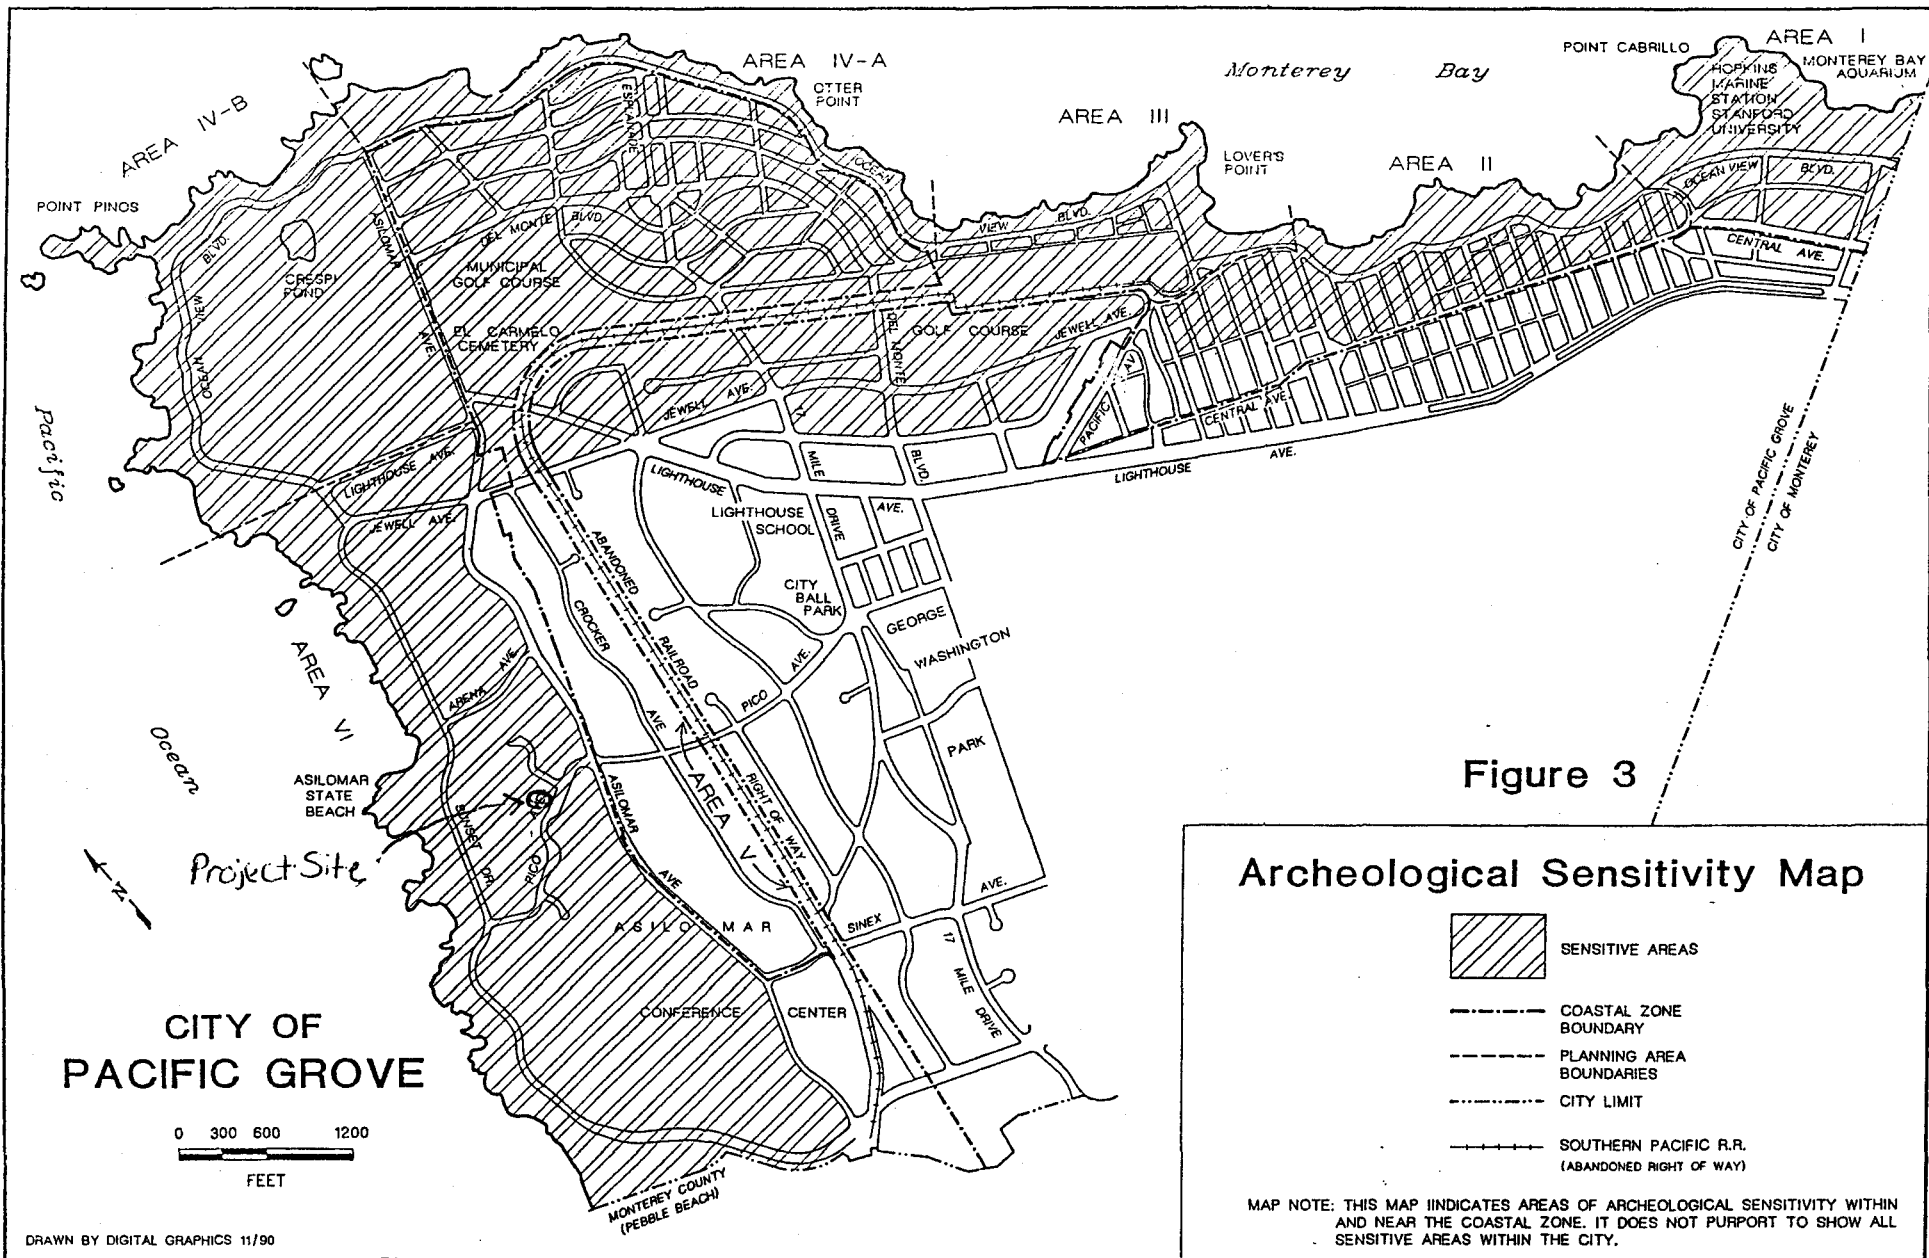 AREA IV-A
OTTER
POINT
AREA IV-B
POINT PINOS
Monterey Bay
AREA III
LOVER'S
POINT
AREA II
POINT CABRILLO
AREA I
MONTEREY BAY
AQUARIUM
HOPKINS
MARINE
STATION
STANFORD
UNIVERSITY
OCEAN VIEW BLVD.
CENTRAL AVE.
ESPLANADE
OCEAN
VIEW BLVD.
DEL MONTE BLVD.
ASILOMAR
AVE.
MUNICIPAL
GOLF COURSE
CRESPI
POND
BLVD.
VIEW
OCEAN
EL CARMELO
CEMETERY
DEL MONTE
BLVD.
GOLF COURSE
JEWELL AVE.
JEWELL AVE.
17
MILE
DRIVE
PACIFIC
WAY
CENTRAL AVE.
LIGHTHOUSE AVE.
LIGHTHOUSE AVE.
JEWELL AVE.
LIGHTHOUSE
AVE.
LIGHTHOUSE
SCHOOL
CITY
BALL
PARK
GEORGE
WASHINGTON
PARK
CITY OF PACIFIC GROVE
CITY OF MONTEREY
Pacific
Ocean
AREA VI
ABANDONED
RAILROAD
RIGHT OF WAY
CROCKER
AVE
PICO AVE.
ARENA AVE.
AREA V
ASILOMAR
STATE
BEACH
SUNSET DR.
PICO AVE
ASILOMAR
AVE
Project Site
N
SINEX AVE.
17
MILE
DRIVE
ASILOMAR
CONFERENCE CENTER
CITY OF
PACIFIC GROVE
0 300 600 1200
FEET
MONTEREY COUNTY
(PEBBLE BEACH)
DRAWN BY DIGITAL GRAPHICS 11/90
Figure 3
Archeological Sensitivity Map
SENSITIVE AREAS
COASTAL ZONE
BOUNDARY
PLANNING AREA
BOUNDARIES
CITY LIMIT
SOUTHERN PACIFIC R.R.
(ABANDONED RIGHT OF WAY)
MAP NOTE: THIS MAP IINDICATES AREAS OF ARCHEOLOGICAL SENSITIVITY WITHIN
AND NEAR THE COASTAL ZONE. IT DOES NOT PURPORT TO SHOW ALL
SENSITIVE AREAS WITHIN THE CITY.